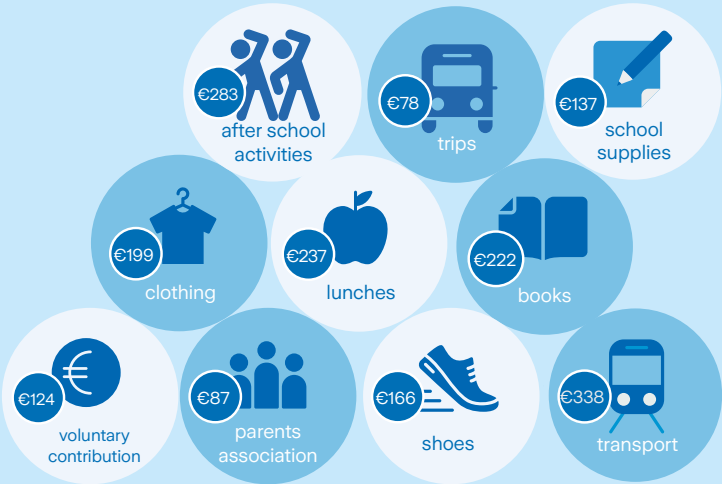 €283
after school
activities
€78
trips
€137
school
supplies
€199
clothing
€237
lunches
€222
books
€124
voluntary
contribution
€87
parents
association
€166
shoes
€338
transport